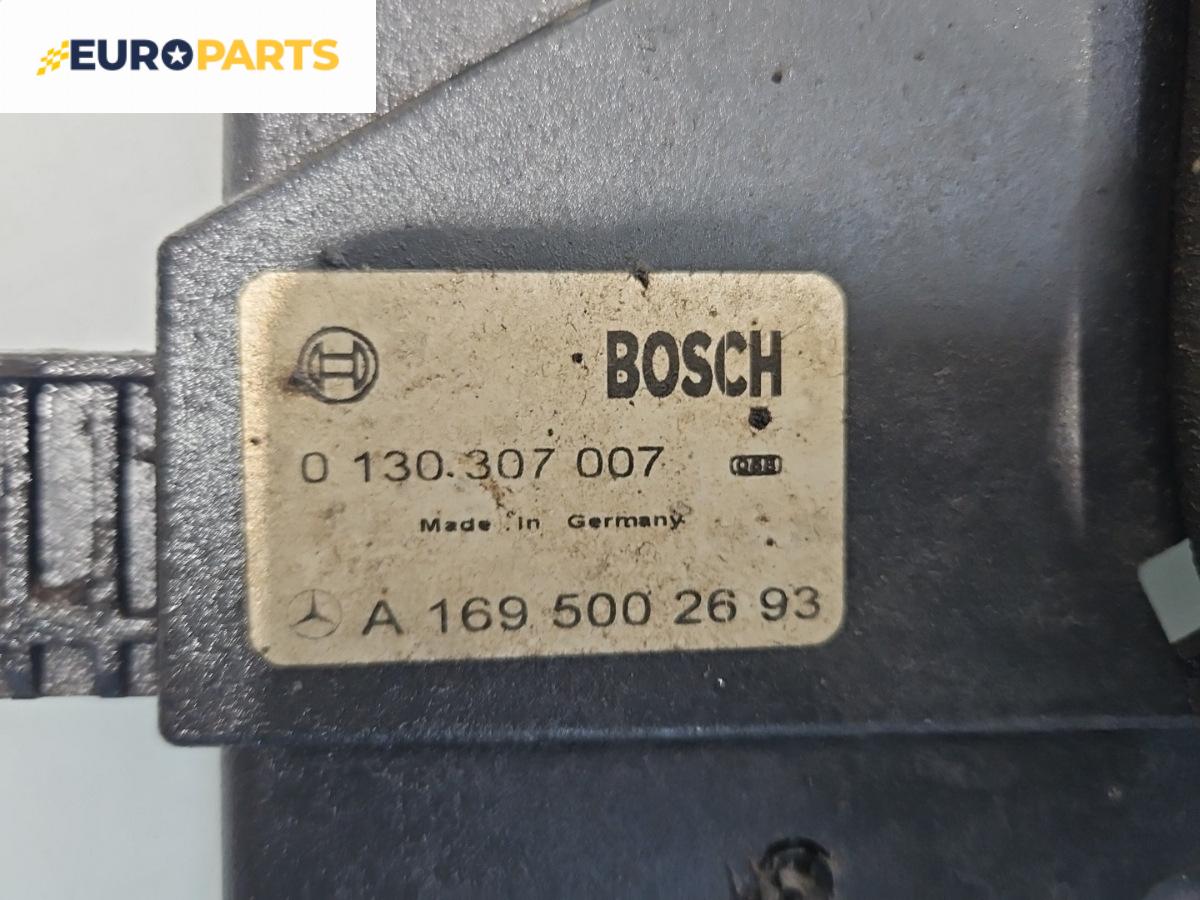 EUROPARTS
BOSCH
0 130 307 007
Made in Germany
A 169 500 26 93